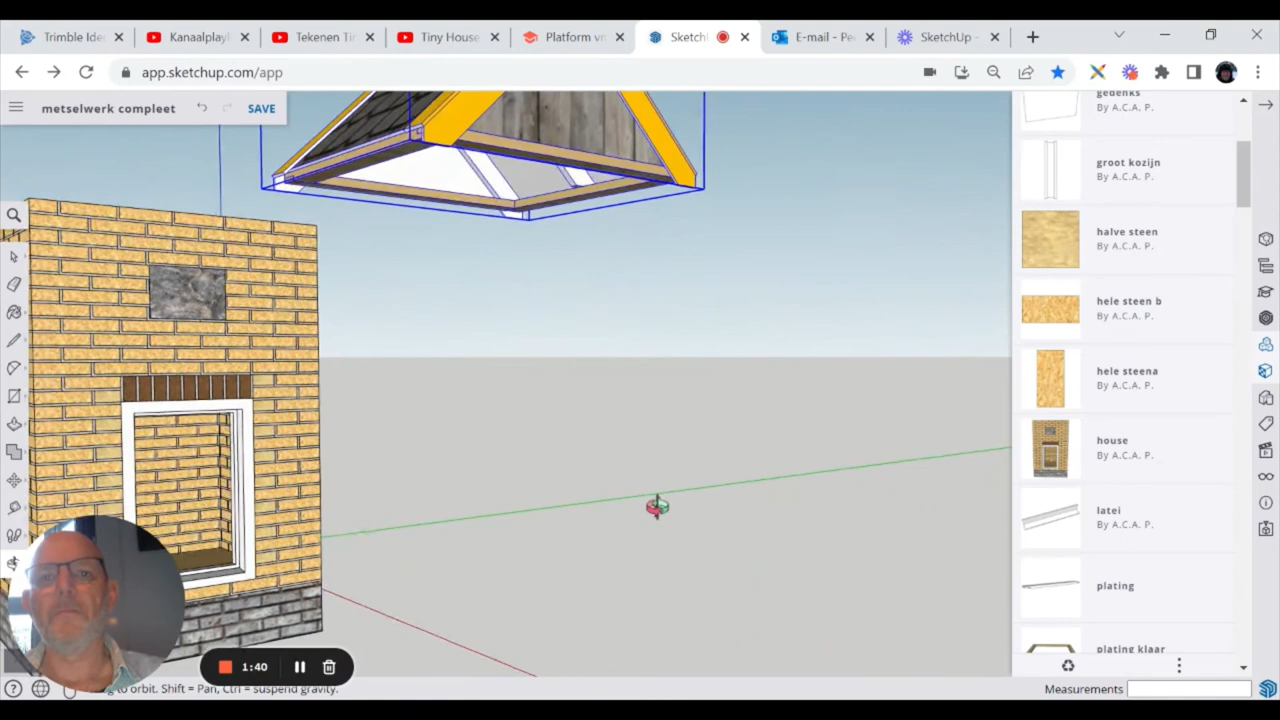 Trimble Ide
Kanaalplayl
Tekenen Ti
Tiny House
Platform vn
Sketch
E-mail - Pe
SketchUp -
app.sketchup.com/app
metselwerk compleet
SAVE
gedenks
By A.C.A. P.
groot kozijn
By A.C.A. P.
halve steen
By A.C.A. P.
hele steen b
By A.C.A. P.
hele steena
By A.C.A. P.
house
By A.C.A. P.
latei
By A.C.A. P.
plating
plating klaar
1:40
to orbit. Shift = Pan, Ctrl = suspend gravity.
Measurements